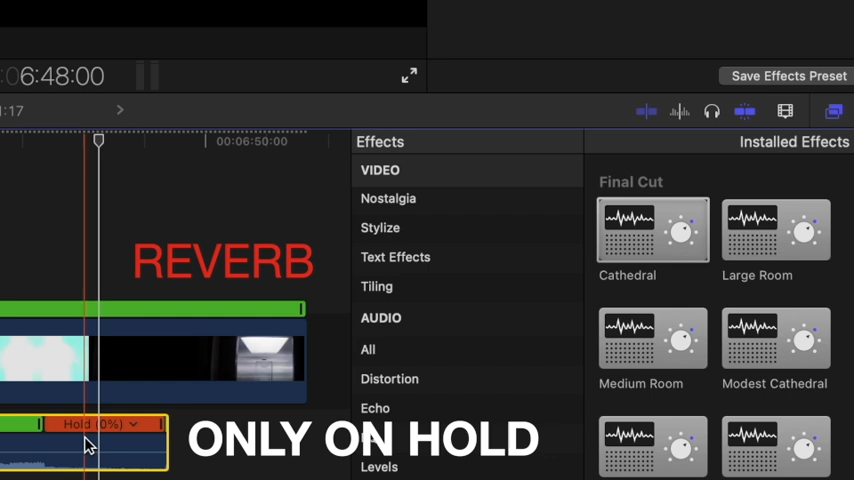 06:48:00
Save Effects Preset
1:17
00:06:50:00
Effects
Installed Effects
VIDEO
Nostalgia
Stylize
Text Effects
Tiling
AUDIO
All
Distortion
Echo
Levels
Final Cut
Cathedral
Large Room
Medium Room
Modest Cathedral
REVERB
Hold (0%)
ONLY ON HOLD